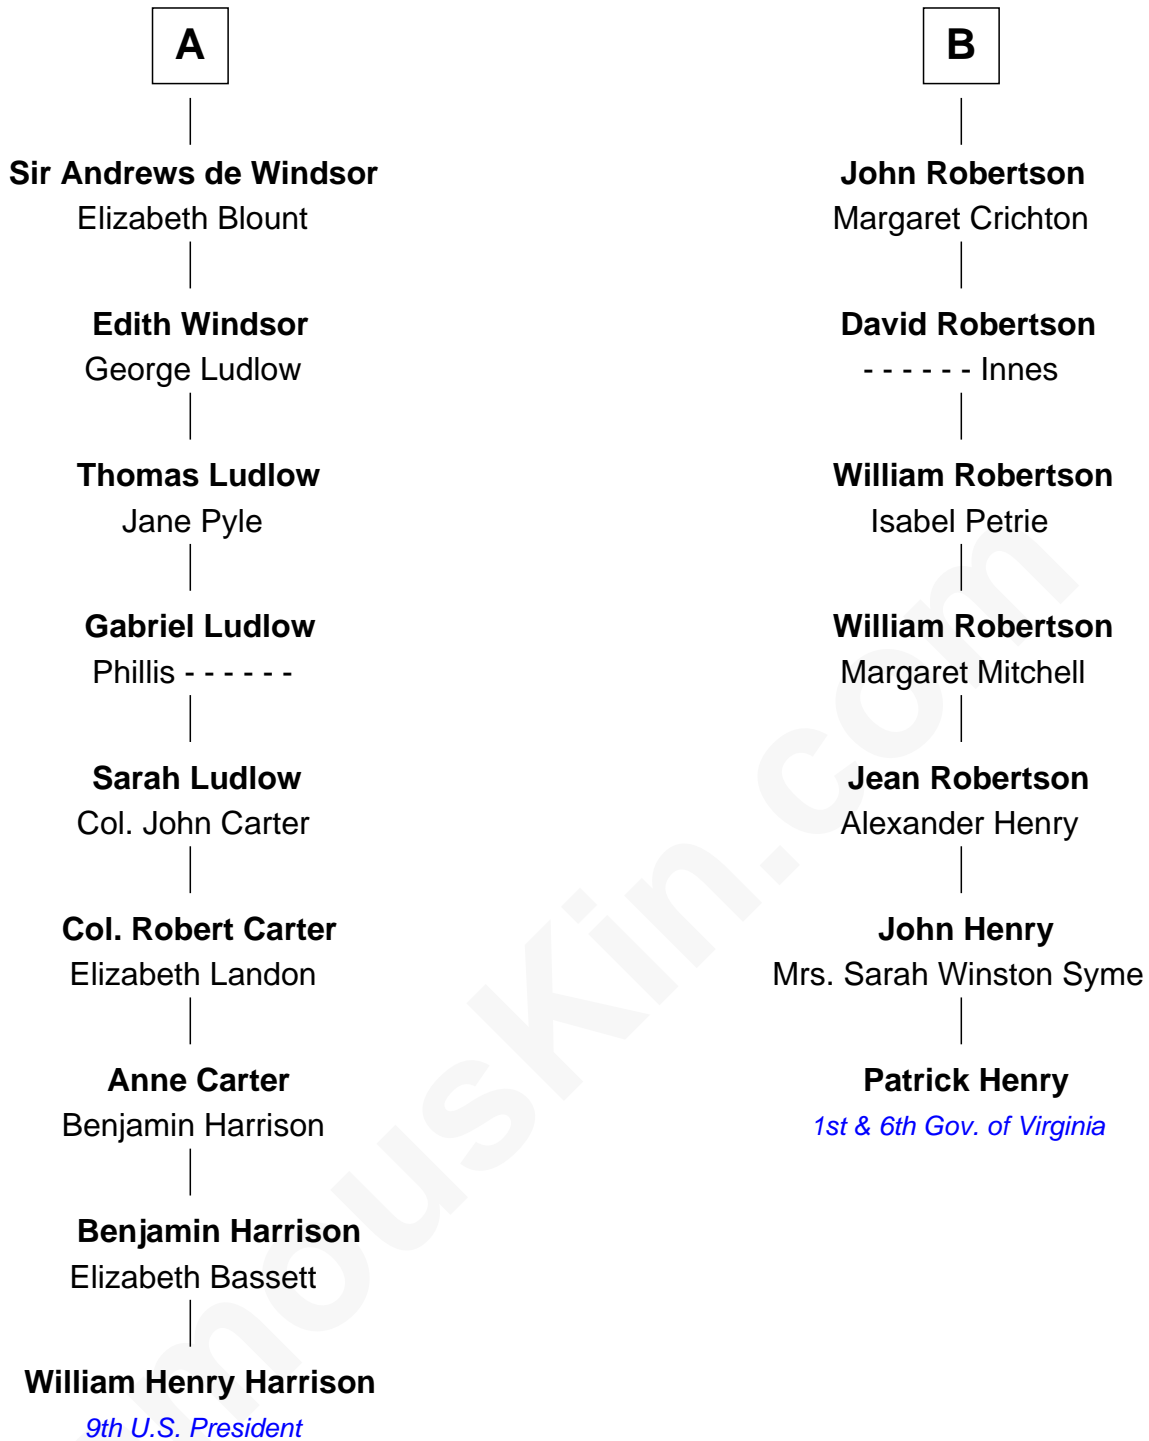 A
Sir Andrews de Windsor
Elizabeth Blount
Edith Windsor
George Ludlow
Thomas Ludlow
Jane Pyle
Gabriel Ludlow
Phillis - - - - - -
Sarah Ludlow
Col. John Carter
Col. Robert Carter
Elizabeth Landon
Anne Carter
Benjamin Harrison
Benjamin Harrison
Elizabeth Bassett
William Henry Harrison
9th U.S. President
B
John Robertson
Margaret Crichton
David Robertson
- - - - - - Innes
William Robertson
Isabel Petrie
William Robertson
Margaret Mitchell
Jean Robertson
Alexander Henry
John Henry
Mrs. Sarah Winston Syme
Patrick Henry
1st & 6th Gov. of Virginia
mousKin.com